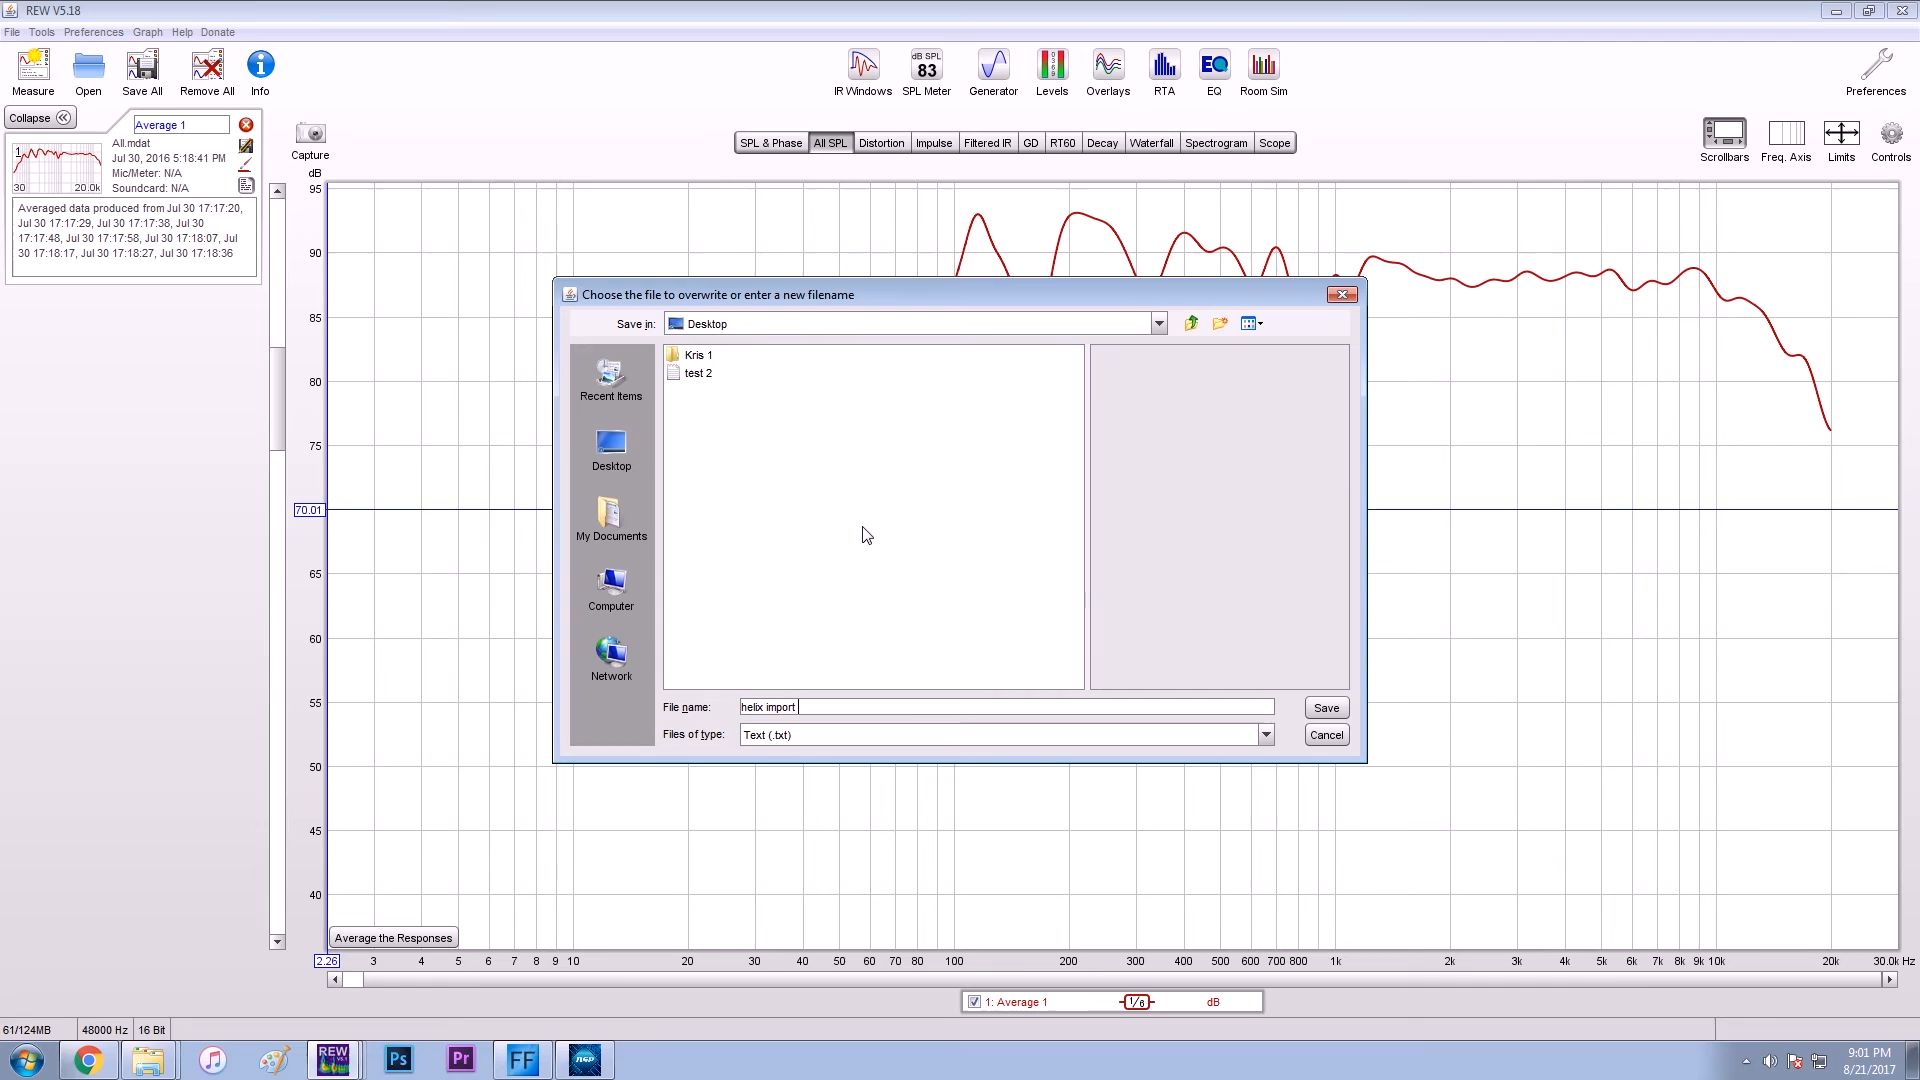 REW V5.18
File Tools Preferences Graph Help Donate
Measure Open Save All Remove All Info
dB SPL
83
EQ
IR Windows SPL Meter Generator Levels Overlays RTA EQ Room Sim
Preferences
Collapse
Average 1
All.mdat
Jul 30, 2016 5:18:41 PM
Mic/Meter: N/A
Soundcard: N/A
1
30 20.0k
Averaged data produced from Jul 30 17:17:20,
Jul 30 17:17:29, Jul 30 17:17:38, Jul 30
17:17:48, Jul 30 17:17:58, Jul 30 18:07, Jul
30 17:18:17, Jul 30 17:18:27, Jul 30 17:18:36
Capture
SPL & Phase All SPL Distortion Impulse Filtered IR GD RT60 Decay Waterfall Spectrogram Scope
Scrollbars Freq. Axis Limits Controls
dB
95
90
85
80
75
70.01
65
60
55
50
45
40
Choose the file to overwrite or enter a new filename
Save in: Desktop
Kris 1
test 2
Recent Items
Desktop
My Documents
Computer
Network
File name: helix import
Save
Files of type: Text (.txt)
Cancel
Average the Responses
2.26 3 4 5 6 7 8 9 10 20 30 40 50 60 70 80 100 200 300 400 500 600 700 800 1k 2k 3k 4k 5k 6k 7k 8k 9k 10k 20k 30.0k Hz
1: Average 1 1/6 dB
61/124MB 48000 Hz 16 Bit
REW
Ps
Pr
FF
9:01 PM
8/21/2017